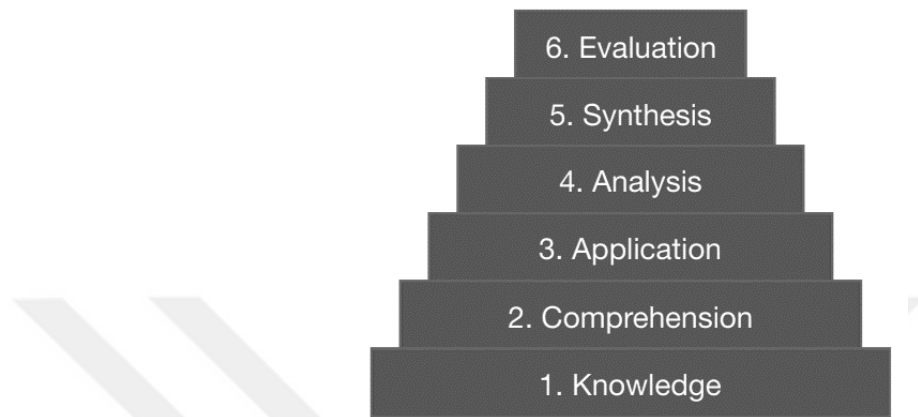 6. Evaluation
5. Synthesis
4. Analysis
3. Application
2. Comprehension
1. Knowledge